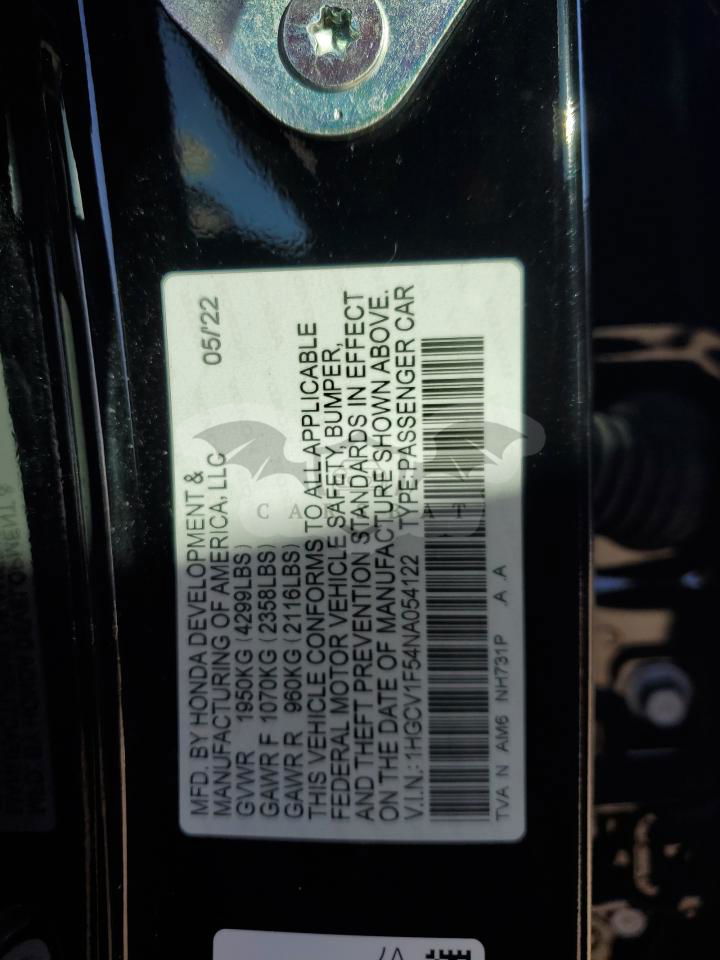 MFD. BY HONDA DEVELOPMENT & 05/'22
MANUFACTURING OF AMERICA, LLC
GVWR 1950KG (4299LBS)
GAWR F 1070KG (2358LBS)
GAWR R 960KG (2116LBS)
THIS VEHICLE CONFORMS TO ALL APPLICABLE
FEDERAL MOTOR VEHICLE SAFETY, BUMPER,
AND THEFT PREVENTION STANDARDS IN EFFECT
ON THE DATE OF MANUFACTURE SHOWN ABOVE.
V.I.N.: 1HGCV1F54NA054122 TYPE:PASSENGER CAR
TVA N AM6 NH731P A .A